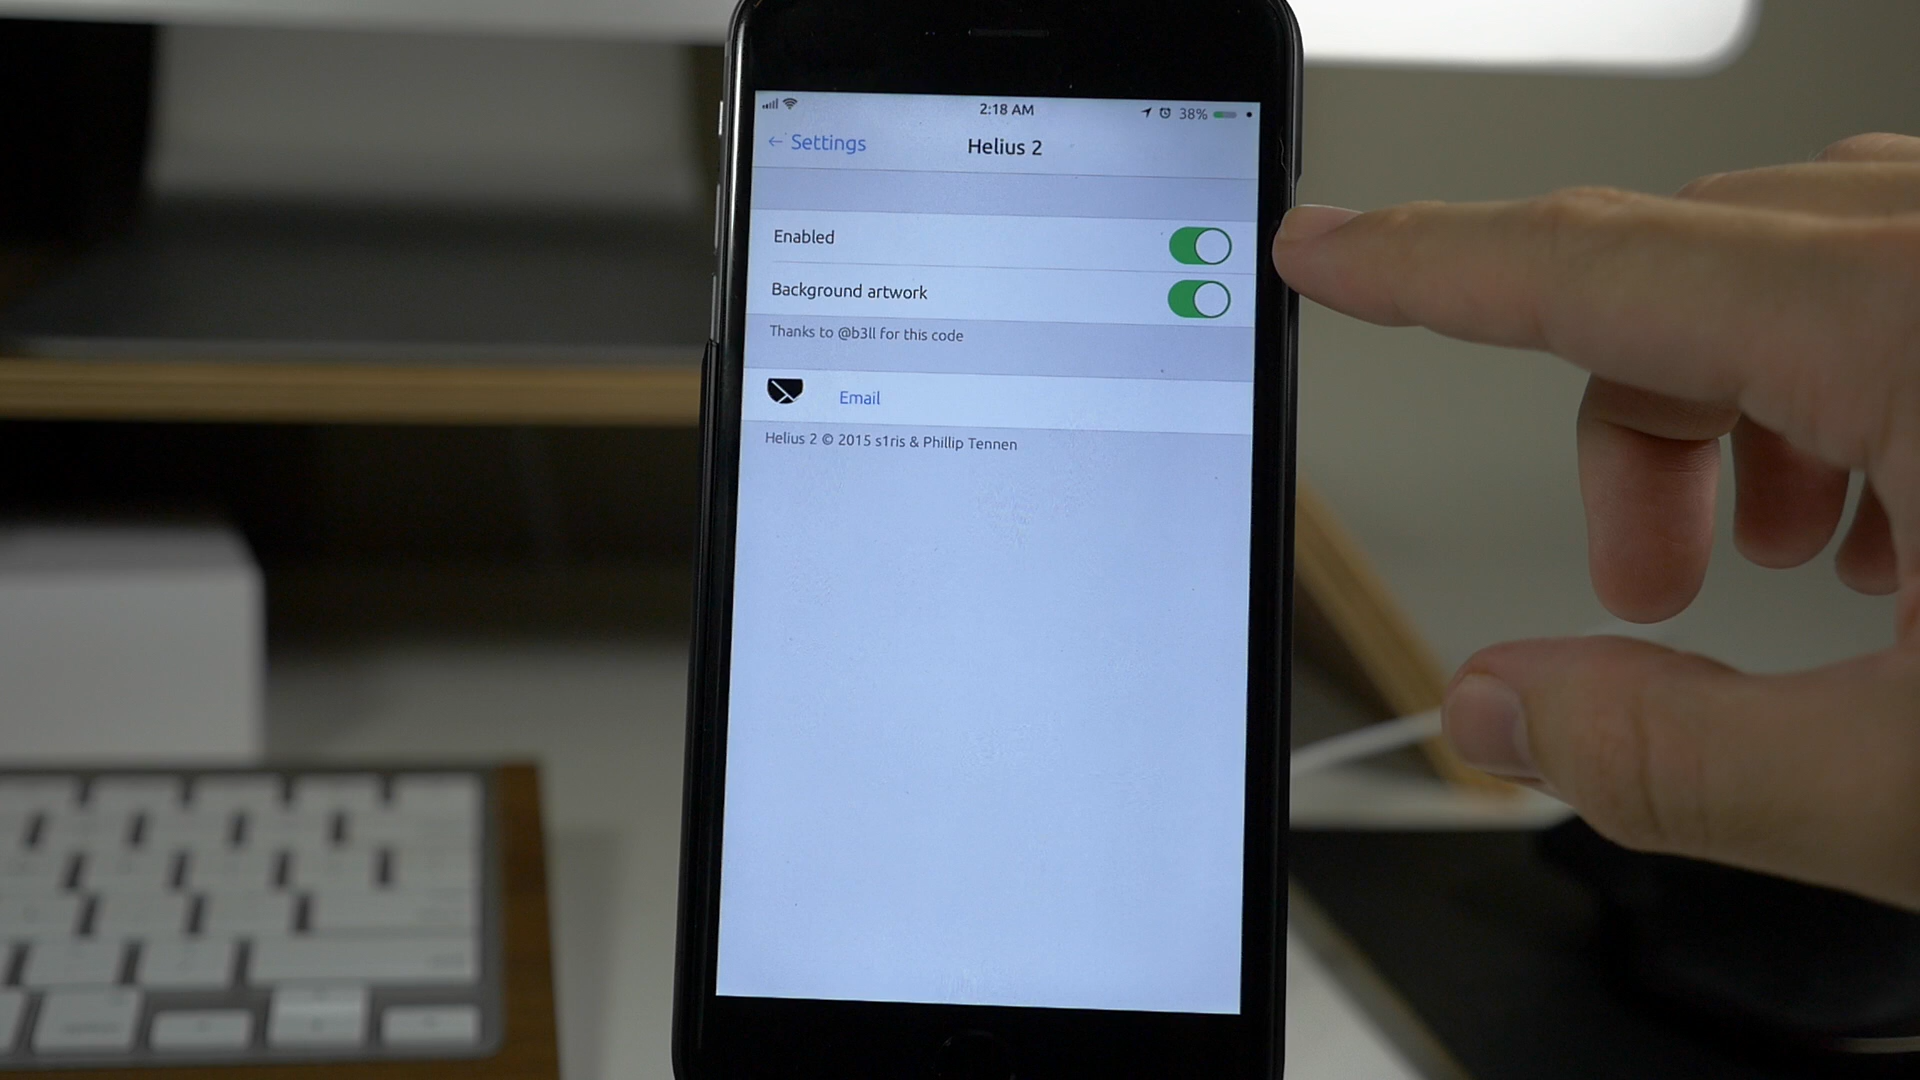 2:18 AM 38%
← Settings Helius 2
Enabled
Background artwork
Thanks to @b3ll for this code
Email
Helius 2 © 2015 s1ris & Phillip Tennen